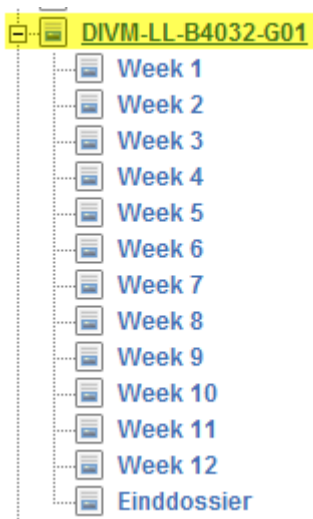 DIVM-LL-B4032-G01
Week 1
Week 2
Week 3
Week 4
Week 5
Week 6
Week 7
Week 8
Week 9
Week 10
Week 11
Week 12
Einddossier